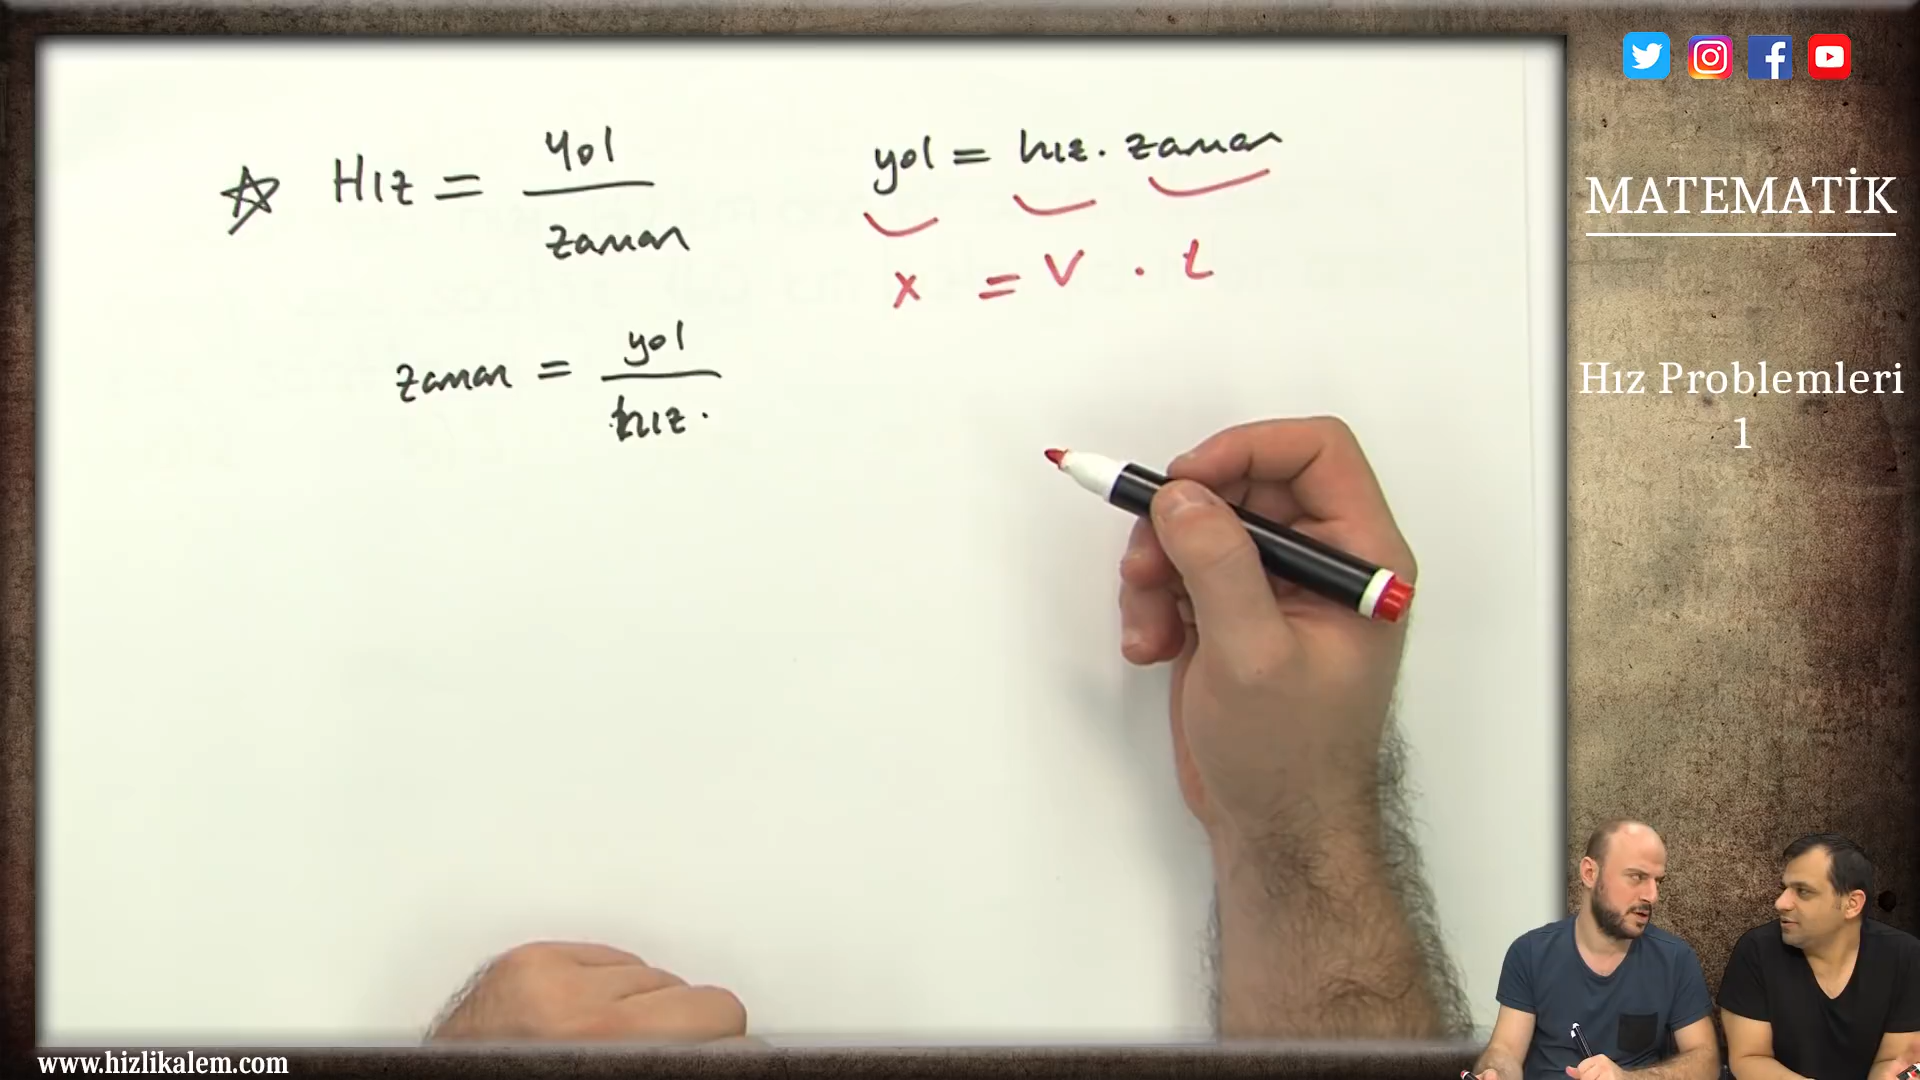 Hız = yol / zaman
yol = hız . zaman
x = v . t
zaman = yol / hız .
MATEMATİK
Hız Problemleri
1
www.hizlikalem.com